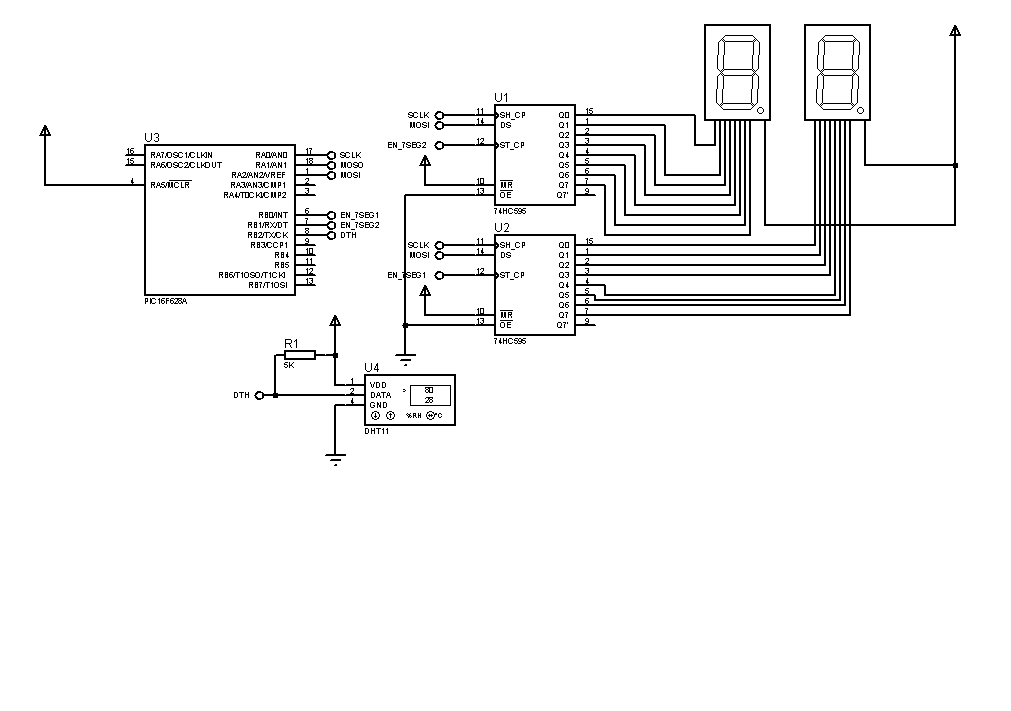 U3
16 RA7/OSC1/CLKIN
15 RA6/OSC2/CLKOUT
4 RA5/MCLR
RA0/AN0 17 SCLK
RA1/AN1 18 MOSO
RA2/AN2/VREF 1 MOSI
RA3/AN3/CMP1 2
RA4/T0CKI/CMP2 3
RB0/INT 6 EN_7SEG1
RB1/RX/DT 7 EN_7SEG2
RB2/TX/CK 8 DTH
RB3/CCP1 9
RB4 10
RB5 11
RB6/T1OSO/T1CKI 12
RB7/T1OSI 13
PIC16F628A
U1
SCLK 11 SH_CP
MOSI 14 DS
EN_7SEG2 12 ST_CP
10 MR
13 OE
Q0 15
Q1 1
Q2 2
Q3 3
Q4 4
Q5 5
Q6 6
Q7 7
Q7' 9
74HC595
U2
SCLK 11 SH_CP
MOSI 14 DS
EN_7SEG1 12 ST_CP
10 MR
13 OE
Q0 15
Q1 1
Q2 2
Q3 3
Q4 4
Q5 5
Q6 6
Q7 7
Q7' 9
74HC595
R1
5K
DTH
U4
1 VDD
2 DATA
4 GND
>
80
28
%RH °C
DHT11